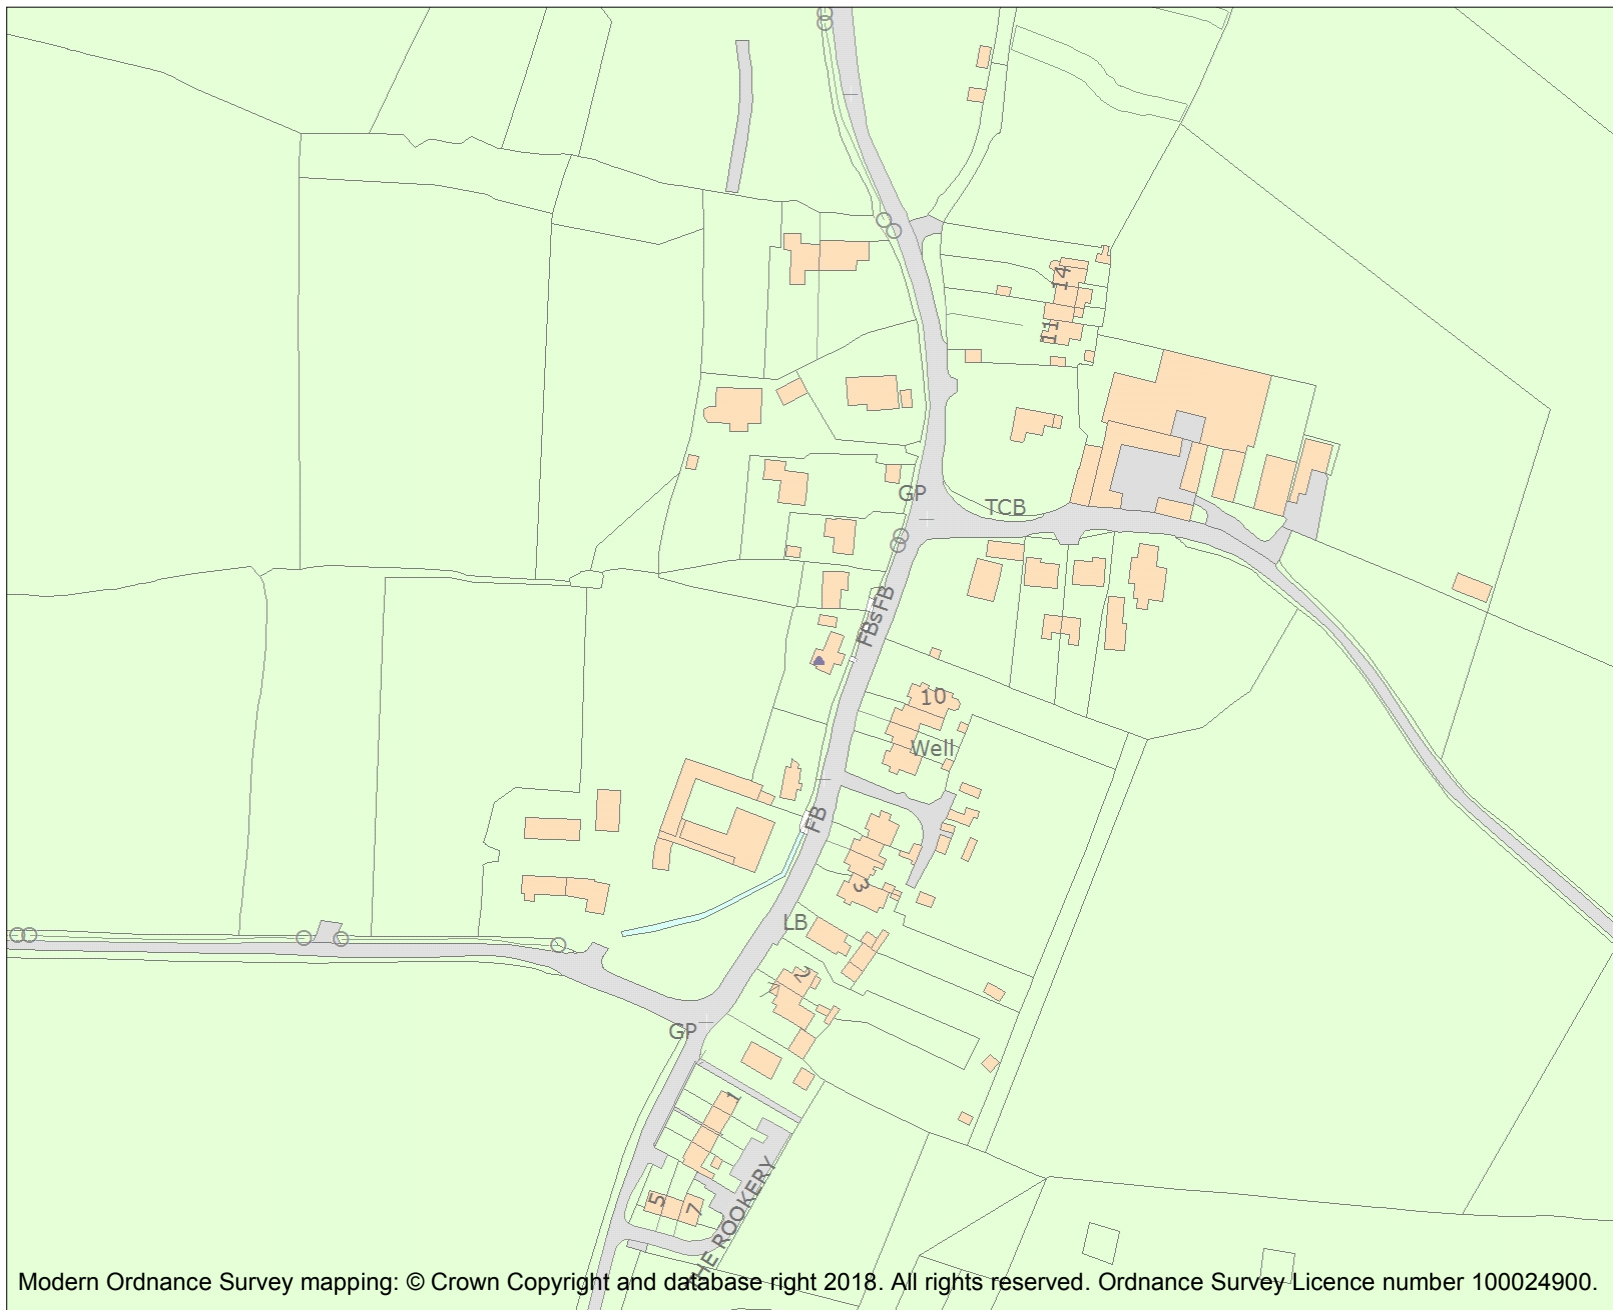 14
11
GP
TCB
FB
FBs
10
Well
FB
3
LB
2
GP
1
5
7
THE ROOKERY
Modern Ordnance Survey mapping: © Crown Copyright and database right 2018. All rights reserved. Ordnance Survey Licence number 100024900.